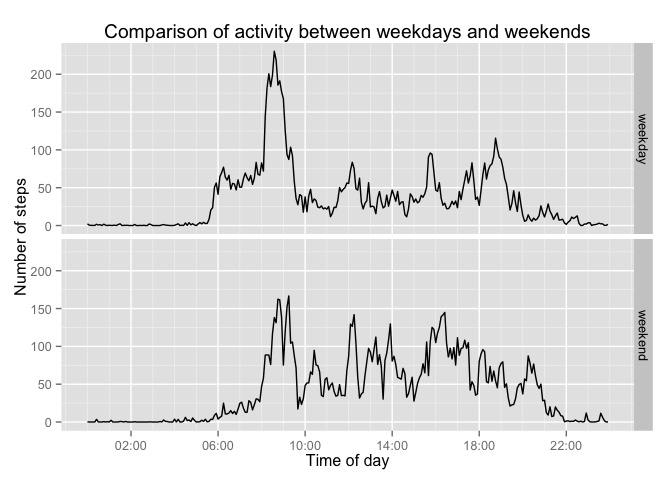 Comparison of activity between weekdays and weekends
Number of steps
200
150
100
50
0
weekday
200
150
100
50
0
weekend
02:00 06:00 10:00 14:00 18:00 22:00
Time of day